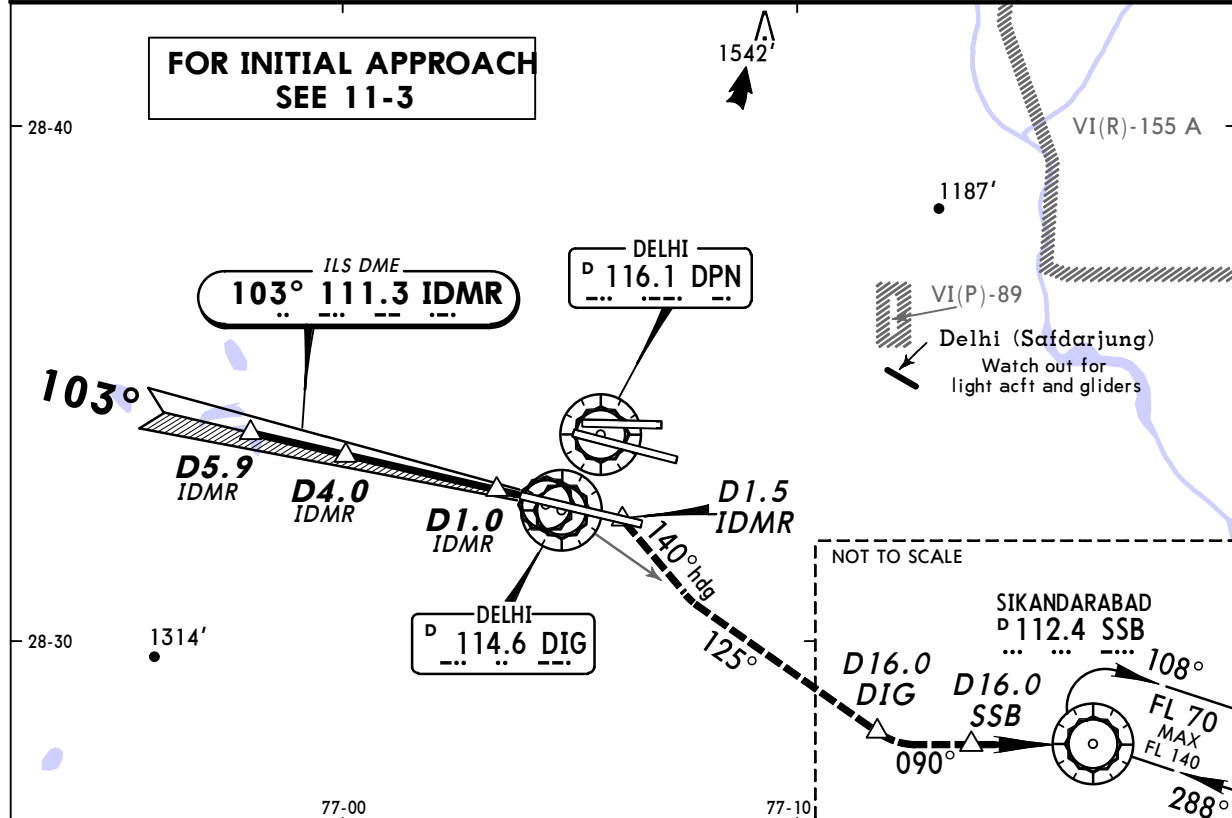 FOR INITIAL APPROACH
SEE 11-3
1542'
28-40
VI(R)-155 A
1187'
ILS DME
103° 111.3 IDMR
DELHI
D 116.1 DPN
VI(P)-89
Delhi (Safdarjung)
Watch out for
light acft and gliders
103°
D5.9
IDMR
D4.0
IDMR
D1.0
IDMR
D1.5
IDMR
140° hdg
125°
DELHI
D 114.6 DIG
28-30
1314'
NOT TO SCALE
SIKANDARABAD
D 112.4 SSB
D16.0
DIG
D16.0
SSB
090°
108°
FL 70
MAX
FL 140
288°
77-00
77-10